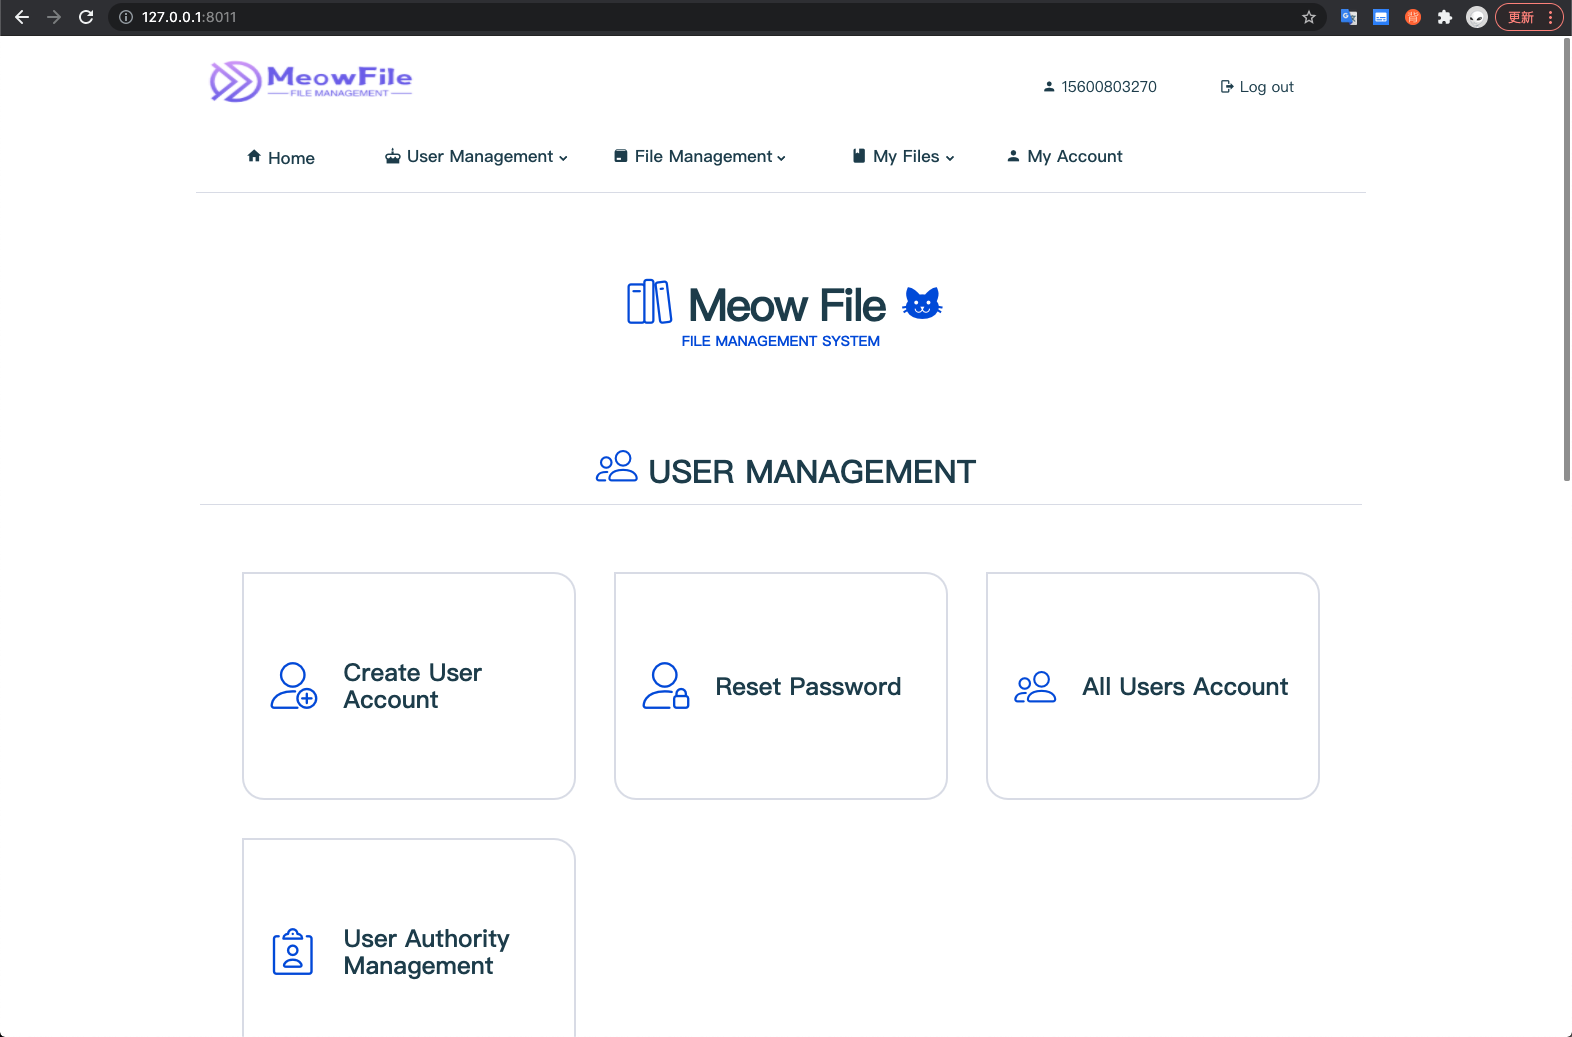 127.0.0.1:8011
更新
MeowFile
FILE MANAGEMENT
15600803270
Log out
Home
User Management
File Management
My Files
My Account
Meow File
FILE MANAGEMENT SYSTEM
USER MANAGEMENT
Create User
Account
Reset Password
All Users Account
User Authority
Management